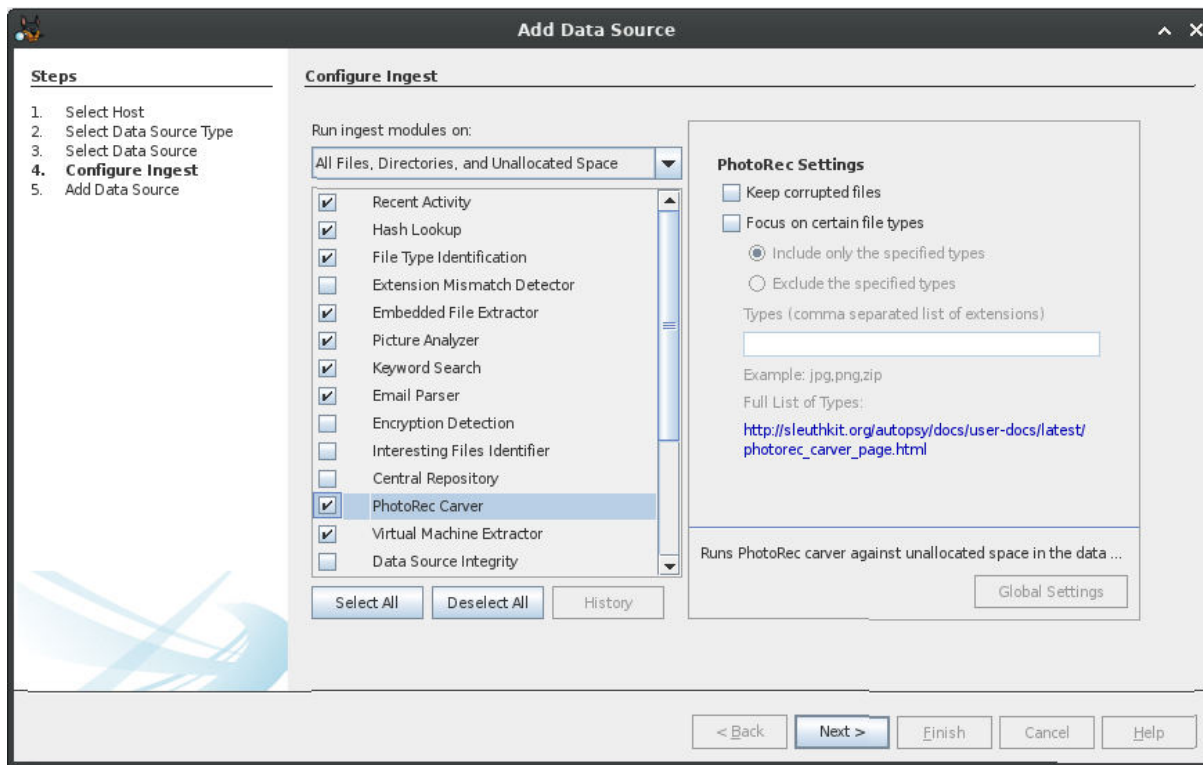 Add Data Source
Steps
1. Select Host
2. Select Data Source Type
3. Select Data Source
4. Configure Ingest
5. Add Data Source
Configure Ingest
Run ingest modules on:
All Files, Directories, and Unallocated Space
Recent Activity
Hash Lookup
File Type Identification
Extension Mismatch Detector
Embedded File Extractor
Picture Analyzer
Keyword Search
Email Parser
Encryption Detection
Interesting Files Identifier
Central Repository
PhotoRec Carver
Virtual Machine Extractor
Data Source Integrity
Select All Deselect All History
PhotoRec Settings
Keep corrupted files
Focus on certain file types
Include only the specified types
Exclude the specified types
Types (comma separated list of extensions)
Example: jpg,png,zip
Full List of Types:
http://sleuthkit.org/autopsy/docs/user-docs/latest/
photorec_carver_page.html
Runs PhotoRec carver against unallocated space in the data ...
Global Settings
< Back Next > Finish Cancel Help